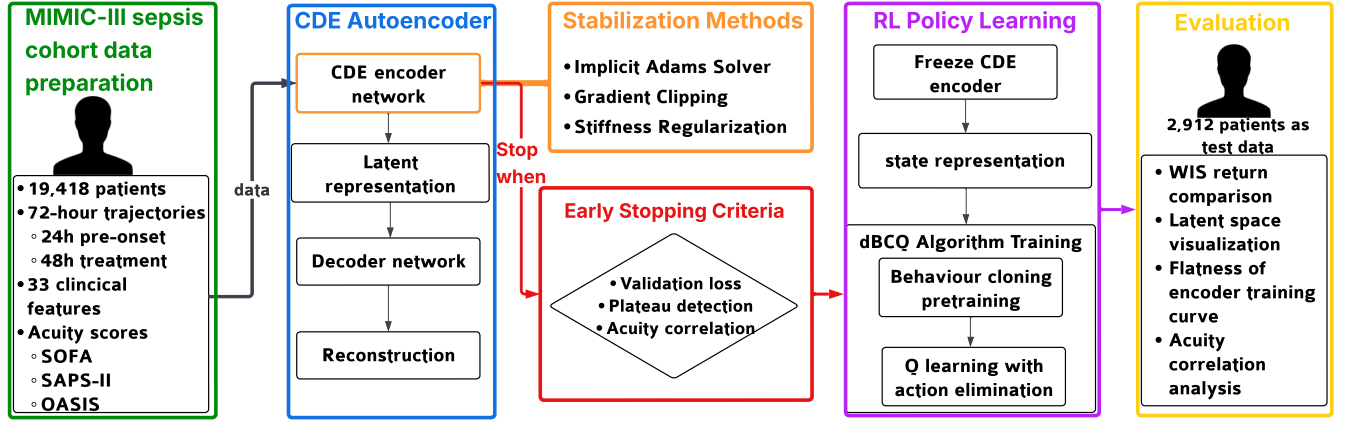 MIMIC-III sepsis
cohort data
preparation
• 19,418 patients
• 72-hour trajectories
◦ 24h pre-onset
◦ 48h treatment
• 33 clincical
features
• Acuity scores
◦ SOFA
◦ SAPS-II
◦ OASIS
data
CDE Autoencoder
CDE encoder
network
Latent
representation
Decoder network
Reconstruction
Stabilization Methods
• Implicit Adams Solver
• Gradient Clipping
• Stiffness Regularization
Stop
when
Early Stopping Criteria
• Validation loss
• Plateau detection
• Acuity correlation
RL Policy Learning
Freeze CDE
encoder
state representation
dBCQ Algorithm Training
Behaviour cloning
pretraining
Q learning with
action elimination
Evaluation
2,912 patients as
test data
• WIS return
comparison
• Latent space
visualization
• Flatness of
encoder training
curve
• Acuity
correlation
analysis